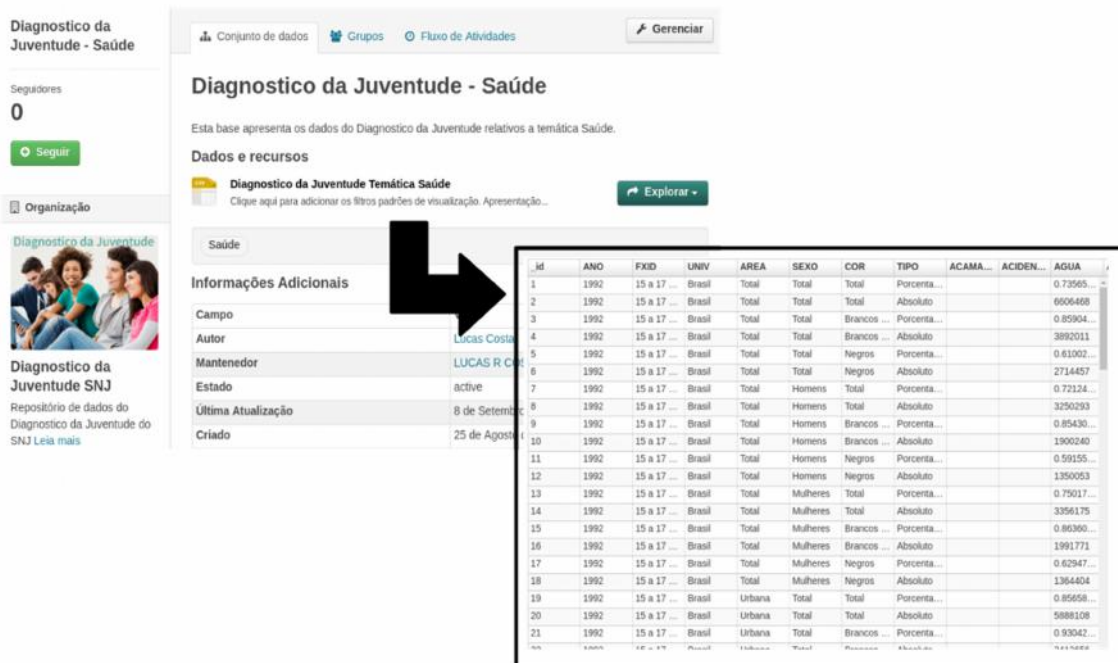 Diagnostico da
Juventude - Saúde
Seguidores
0
Seguir
Organização
Diagnostico da Juventude
Diagnostico da
Juventude SNJ
Repositório de dados do
Diagnostico da Juventude do
SNJ Leia mais
Conjunto de dados Grupos Fluxo de Atividades
Gerenciar
Diagnostico da Juventude - Saúde
Esta base apresenta os dados do Diagnostico da Juventude relativos a temática Saúde.
Dados e recursos
Diagnostico da Juventude Temática Saúde
Clique aqui para adicionar os filtros padrões de visualização. Apresentação...
Explorar
Saúde
Informações Adicionais
Campo
Autor Lucas Costa
Mantenedor LUCAS R
Estado active
Última Atualização 8 de
Criado 25 de Agosto
_id ANO FXID UNIV AREA SEXO COR TIPO ACAMA... ACIDEN... AGUA
1 1992 15 a 17 ... Brasil Total Total Total Porcenta... 0.73565...
2 1992 15 a 17 ... Brasil Total Total Total Absoluto 6606468
3 1992 15 a 17 ... Brasil Total Total Brancos ... Porcenta... 0.85904...
4 1992 15 a 17 ... Brasil Total Total Brancos ... Absoluto 3892011
5 1992 15 a 17 ... Brasil Total Total Negros Porcenta... 0.61002...
6 1992 15 a 17 ... Brasil Total Total Negros Absoluto 2714457
7 1992 15 a 17 ... Brasil Total Homens Total Porcenta... 0.72124...
8 1992 15 a 17 ... Brasil Total Homens Total Absoluto 3250293
9 1992 15 a 17 ... Brasil Total Homens Brancos ... Porcenta... 0.85430...
10 1992 15 a 17 ... Brasil Total Homens Brancos ... Absoluto 1900240
11 1992 15 a 17 ... Brasil Total Homens Negros Porcenta... 0.59155...
12 1992 15 a 17 ... Brasil Total Homens Negros Absoluto 1350053
13 1992 15 a 17 ... Brasil Total Mulheres Total Porcenta... 0.75017...
14 1992 15 a 17 ... Brasil Total Mulheres Total Absoluto 3356175
15 1992 15 a 17 ... Brasil Total Mulheres Brancos ... Porcenta... 0.86360...
16 1992 15 a 17 ... Brasil Total Mulheres Brancos ... Absoluto 1991771
17 1992 15 a 17 ... Brasil Total Mulheres Negros Porcenta... 0.62947...
18 1992 15 a 17 ... Brasil Total Mulheres Negros Absoluto 1364404
19 1992 15 a 17 ... Brasil Urbana Total Total Porcenta... 0.85658...
20 1992 15 a 17 ... Brasil Urbana Total Total Absoluto 5888108
21 1992 15 a 17 ... Brasil Urbana Total Brancos ... Porcenta... 0.93042...